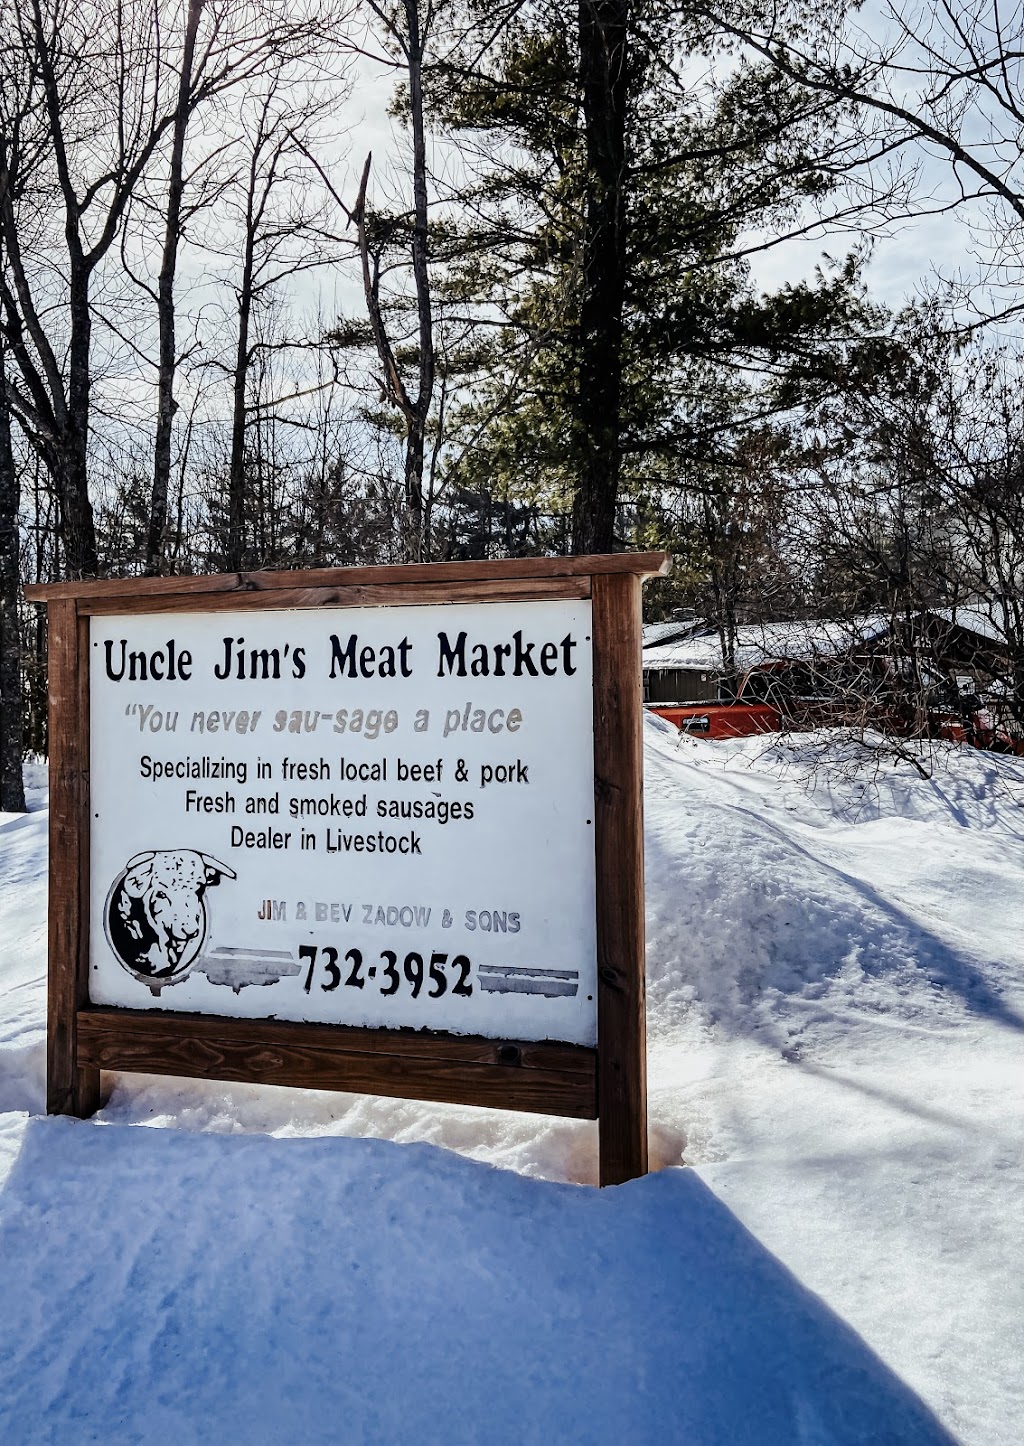 Uncle Jim's Meat Market
"You never sau-sage a place
Specializing in fresh local beef & pork
Fresh and smoked sausages
Dealer in Livestock
JIM & BEV ZADOW & SONS
732-3952